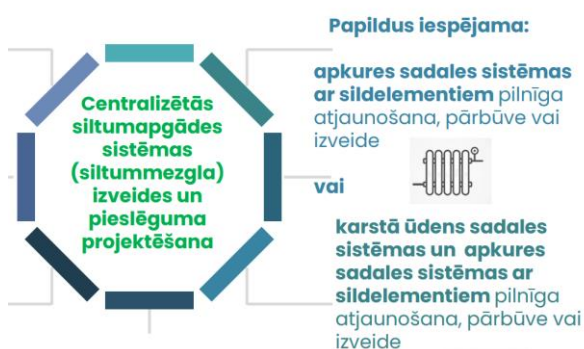 Centralizētās
siltumapgādes
sistēmas
(siltummezgla)
izveides un
pieslēguma
projektēšana
Papildus iespējama:
apkures sadales sistēmas
ar sildelementiem pilnīga
atjaunošana, pārbūve vai
izveide
vai
karstā ūdens sadales
sistēmas un apkures
sadales sistēmas ar
sildelementiem pilnīga
atjaunošana, pārbūve vai
izveide